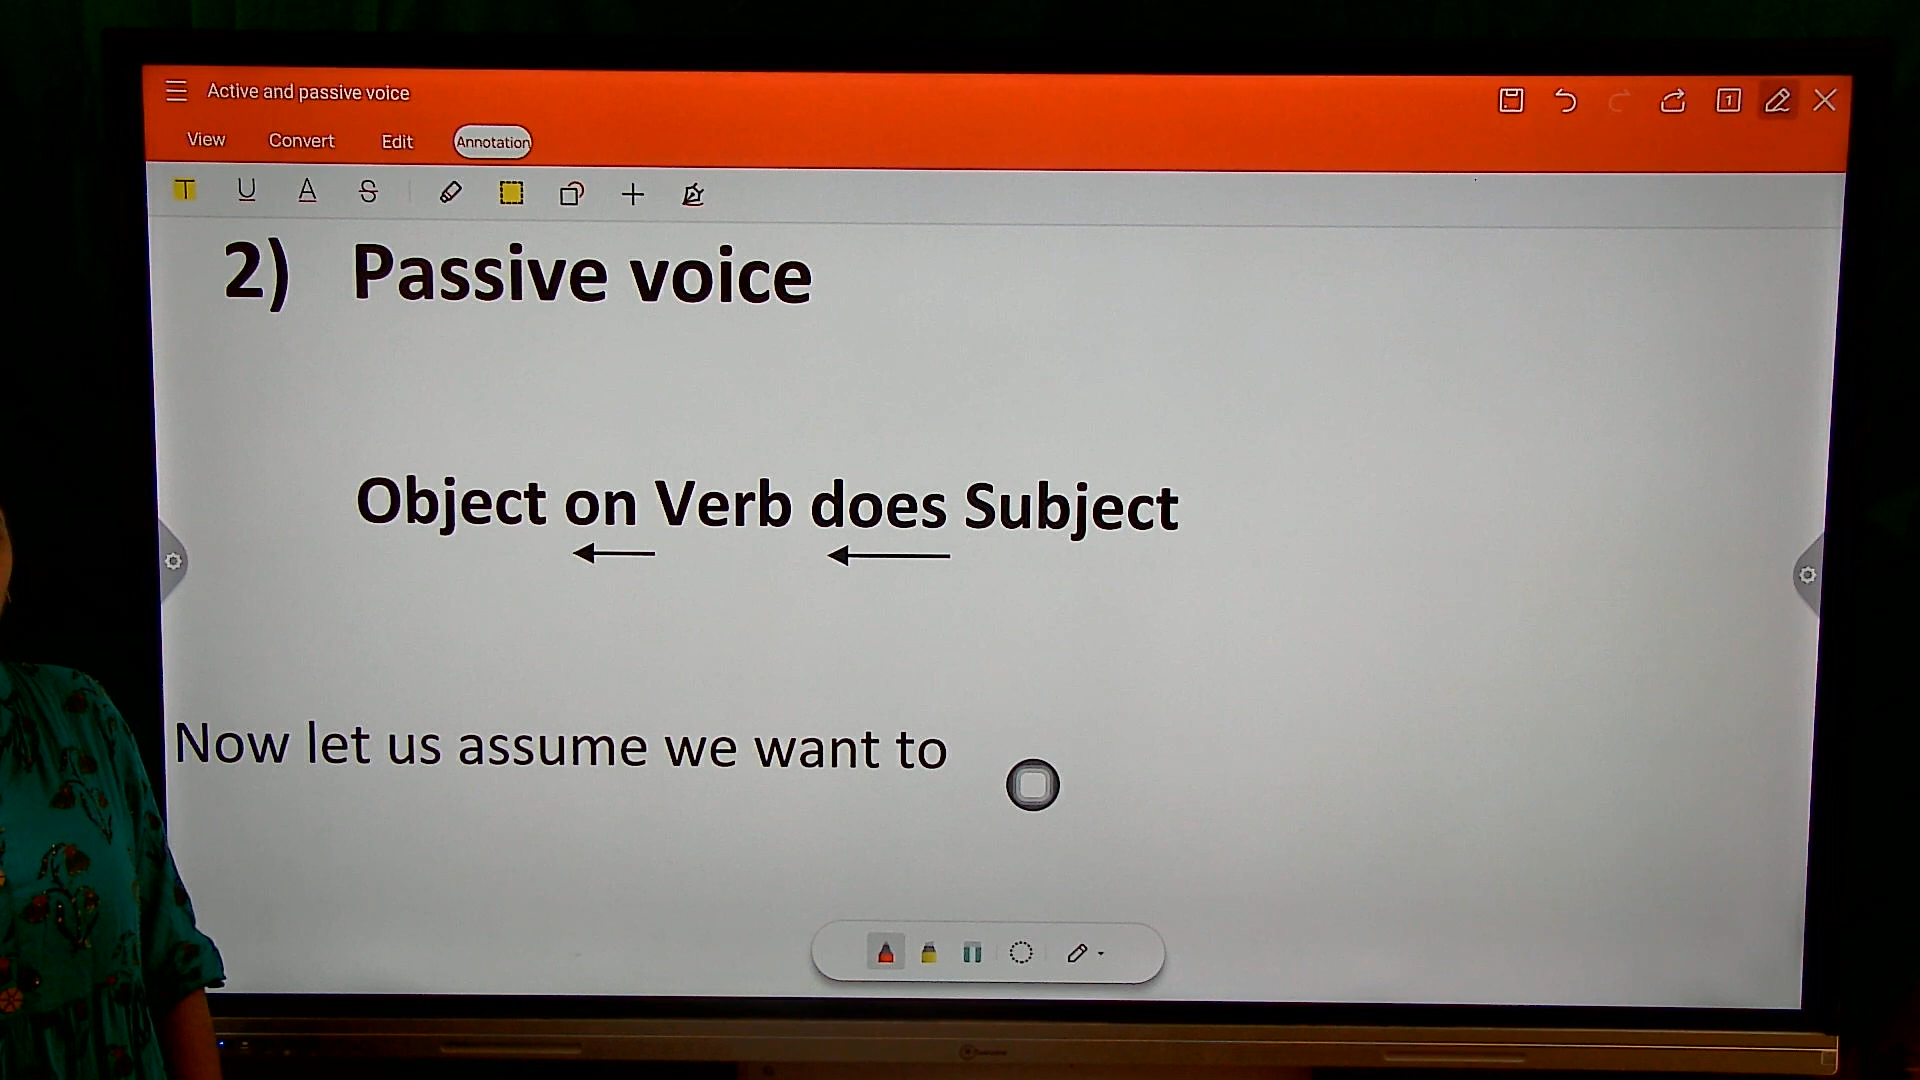 Active and passive voice
View Convert Edit Annotation
2) Passive voice
Object on Verb does Subject
Now let us assume we want to